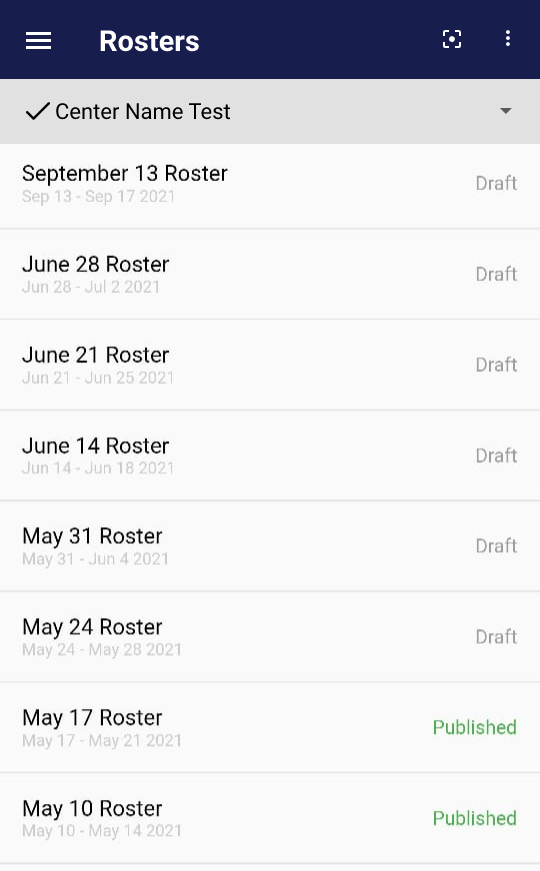 Rosters
Center Name Test
September 13 Roster
Draft
Sep 13 - Sep 17 2021
June 28 Roster
Draft
Jun 28 - Jul 2 2021
June 21 Roster
Draft
Jun 21 - Jun 25 2021
June 14 Roster
Draft
Jun 14 - Jun 18 2021
May 31 Roster
Draft
May 31 - Jun 4 2021
May 24 Roster
Draft
May 24 - May 28 2021
May 17 Roster
Published
May 17 - May 21 2021
May 10 Roster
Published
May 10 - May 14 2021